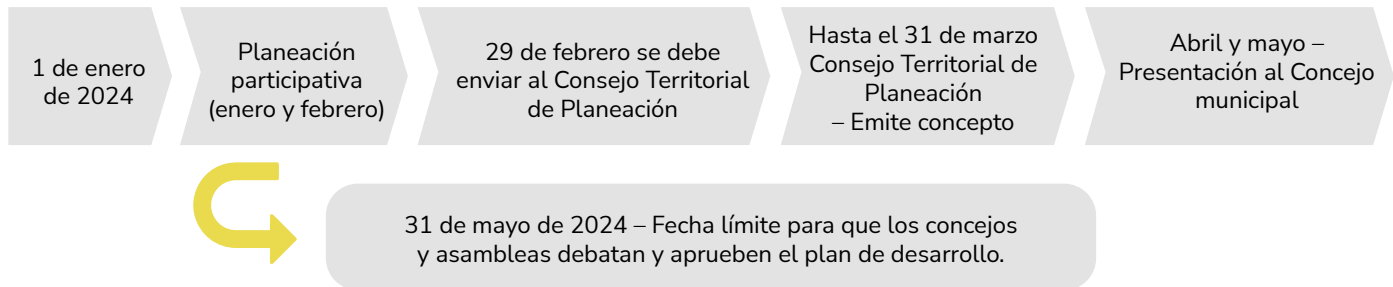 1 de enero
de 2024
Planeación
participativa
(enero y febrero)
29 de febrero se debe
enviar al Consejo Territorial
de Planeación
Hasta el 31 de marzo
Consejo Territorial de
Planeación
– Emite concepto
Abril y mayo –
Presentación al Concejo
municipal
31 de mayo de 2024 – Fecha límite para que los concejos
y asambleas debatan y aprueben el plan de desarrollo.